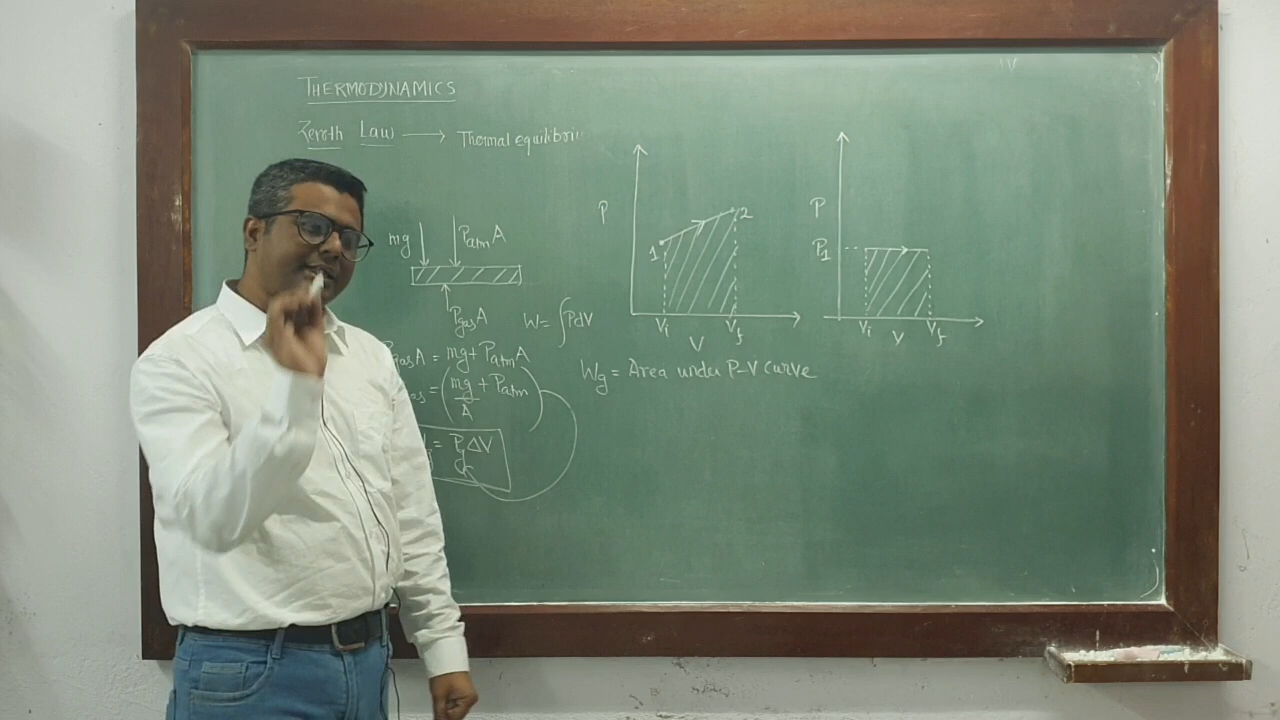 THERMODYNAMICS
Zeroth Law → Thermal equilibri
mg
PatmA
PgasA
W = ∫PdV
gasA = mg + PatmA
as = (mg/A + Patm)
= PgΔV
P
1
2
Vi
Vf
V
Wg = Area under P-V curve
P
P1
Vi
V
Vf